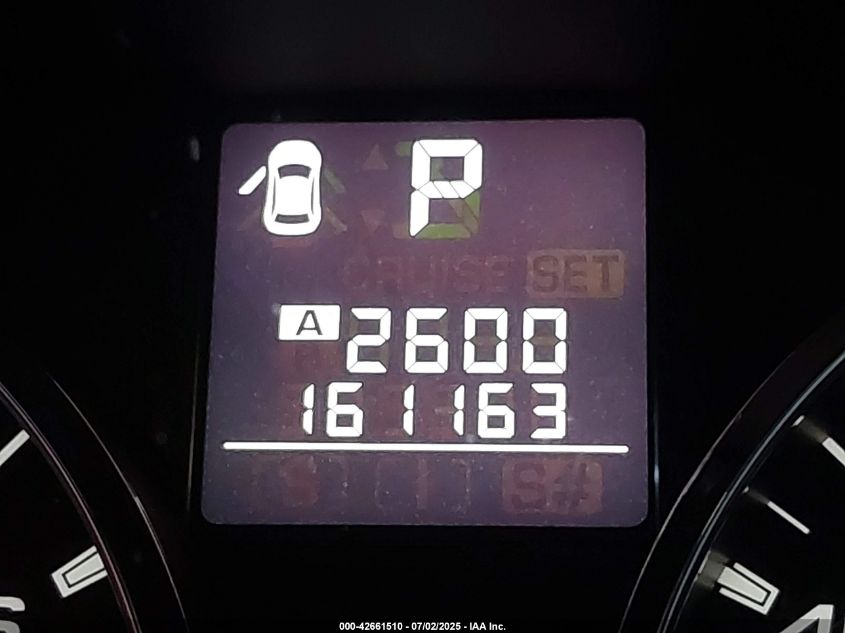 P
CRUISE SET
A 2600
161163
S#
000-42661510 - 07/02/2025 - IAA Inc.